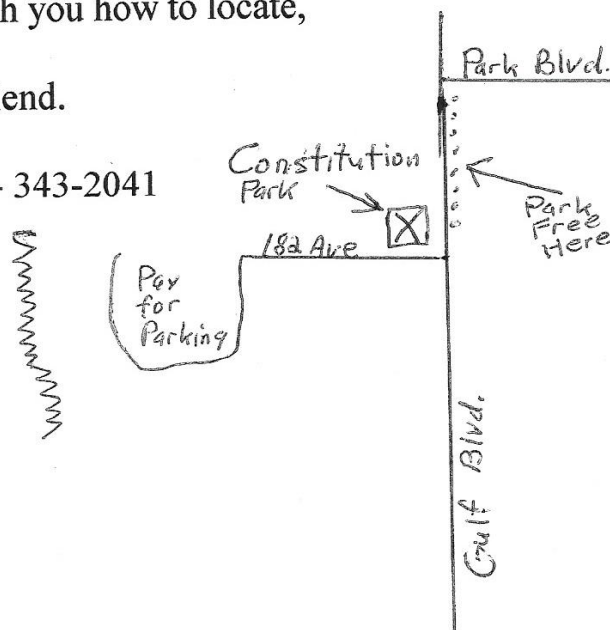 h you how to locate,
end.
- 343-2041
Park Blvd.
Constitution
Park
Park
Free
Here
182 Ave
Pay
for
Parking
Gulf Blvd.